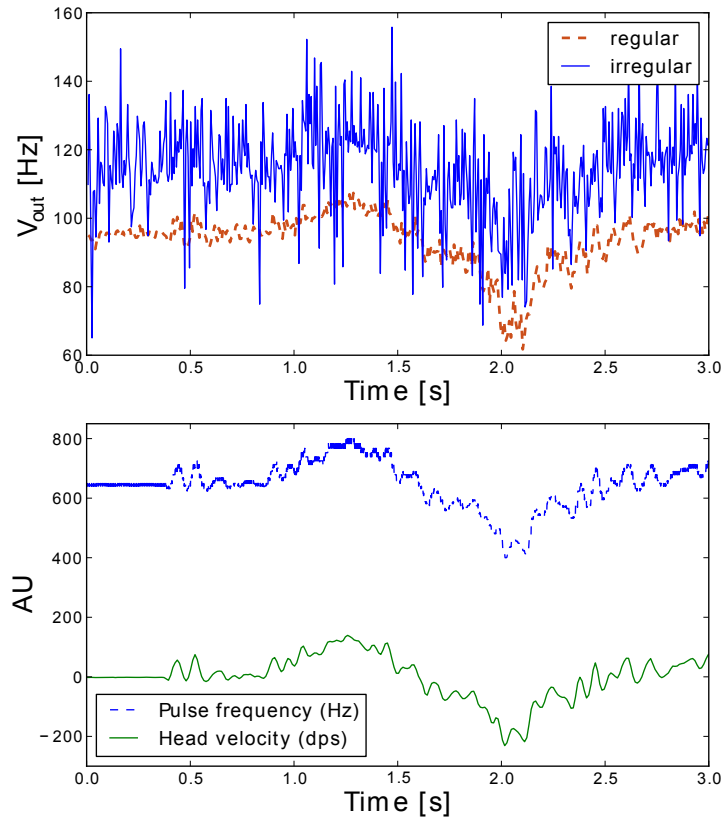 160
140
120
100
80
60
V_out [Hz]
regular
irregular
0.0 0.5 1.0 1.5 2.0 2.5 3.0
Time [s]
800
600
400
200
0
−200
AU
Pulse frequency (Hz)
Head velocity (dps)
0.0 0.5 1.0 1.5 2.0 2.5 3.0
Time [s]